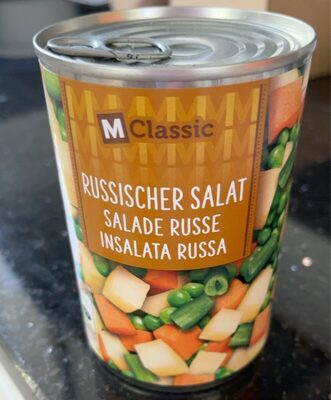 M Classic
RUSSISCHER SALAT
SALADE RUSSE
INSALATA RUSSA